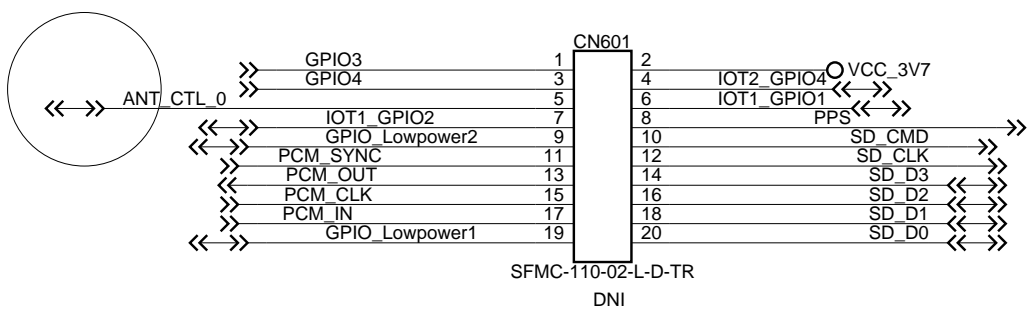 CN601
GPIO3 1 2 VCC_3V7
GPIO4 3 4 IOT2_GPIO4
ANT_CTL_0 5 6 IOT1_GPIO1
IOT1_GPIO2 7 8 PPS
GPIO_Lowpower2 9 10 SD_CMD
PCM_SYNC 11 12 SD_CLK
PCM_OUT 13 14 SD_D3
PCM_CLK 15 16 SD_D2
PCM_IN 17 18 SD_D1
GPIO_Lowpower1 19 20 SD_D0
SFMC-110-02-L-D-TR
DNI